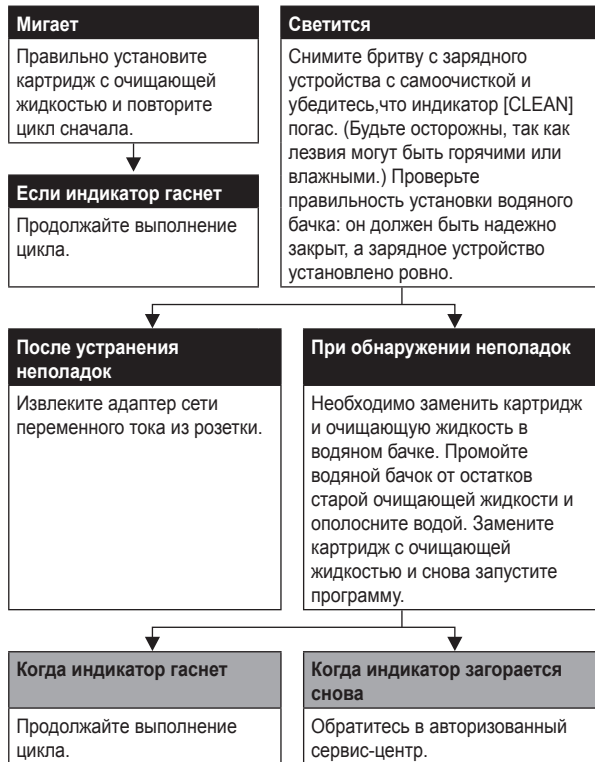 Мигает
Правильно установите
картридж с очищающей
жидкостью и повторите
цикл сначала.
Если индикатор гаснет
Продолжайте выполнение
цикла.
Светится
Снимите бритву с зарядного
устройства с самоочисткой и
убедитесь,что индикатор [CLEAN]
погас. (Будьте осторожны, так как
лезвия могут быть горячими или
влажными.) Проверьте
правильность установки водяного
бачка: он должен быть надежно
закрыт, а зарядное устройство
установлено ровно.
После устранения
неполадок
Извлеките адаптер сети
переменного тока из розетки.
При обнаружении неполадок
Необходимо заменить картридж
и очищающую жидкость в
водяном бачке. Промойте
водяной бачок от остатков
старой очищающей жидкости и
ополосните водой. Замените
картридж с очищающей
жидкостью и снова запустите
программу.
Когда индикатор гаснет
Продолжайте выполнение
цикла.
Когда индикатор загорается
снова
Обратитесь в авторизованный
сервис-центр.